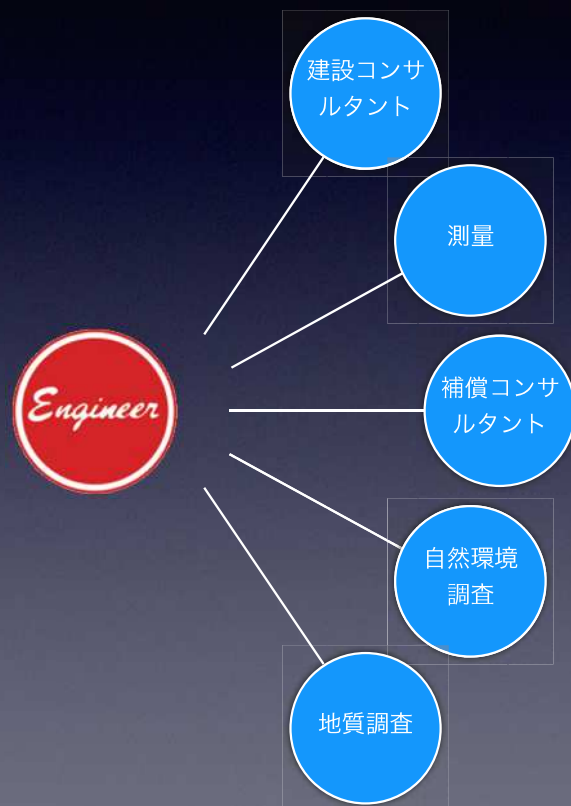 建設コンサ
ルタント
測量
補償コンサ
ルタント
Engineer
自然環境
調査
地質調査